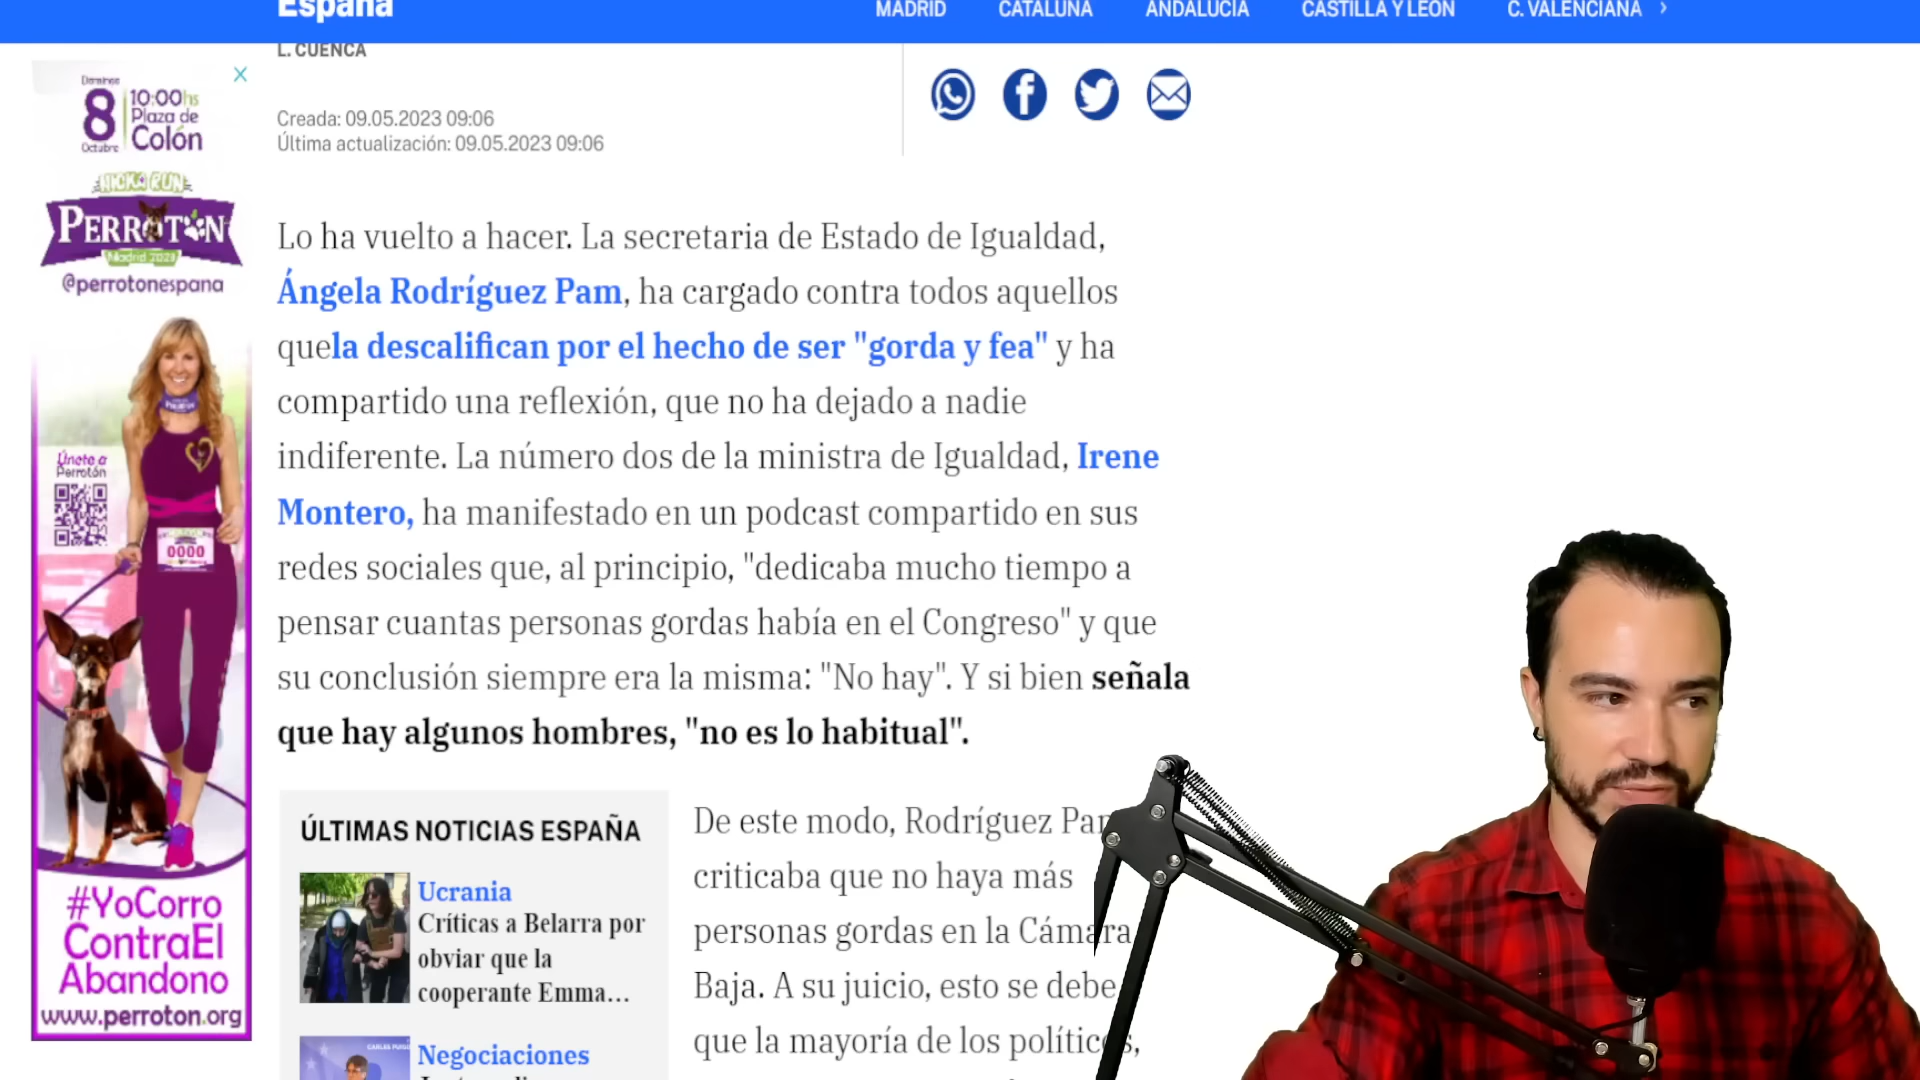 España
MADRID
CATALUÑA
ANDALUCÍA
CASTILLA Y LEÓN
C. VALENCIANA
L. CUENCA
Creada: 09.05.2023 09:06
Última actualización: 09.05.2023 09:06
Lo ha vuelto a hacer. La secretaria de Estado de Igualdad,
Ángela Rodríguez Pam, ha cargado contra todos aquellos
quela descalifican por el hecho de ser "gorda y fea" y ha
compartido una reflexión, que no ha dejado a nadie
indiferente. La número dos de la ministra de Igualdad, Irene
Montero, ha manifestado en un podcast compartido en sus
redes sociales que, al principio, "dedicaba mucho tiempo a
pensar cuantas personas gordas había en el Congreso" y que
su conclusión siempre era la misma: "No hay". Y si bien señala
que hay algunos hombres, "no es lo habitual".
De este modo, Rodríguez Pam
criticaba que no haya más
personas gordas en la Cámara
Baja. A su juicio, esto se debe
que la mayoría de los políticos,
ÚLTIMAS NOTICIAS ESPAÑA
Ucrania
Críticas a Belarra por
obviar que la
cooperante Emma...
Negociaciones
Domingo
8
Octubre
10:00hs
Plaza de
Colón
NICKA RUN
PERROTÓN
Madrid 2023
@perrotonespana
Únete a
Perrotón
0000
#YoCorro
ContraEl
Abandono
www.perroton.org